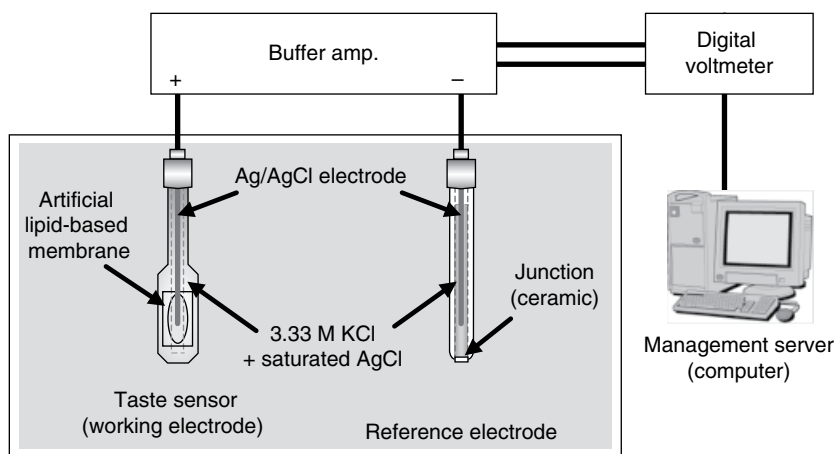 Buffer amp.
+
−
Digital
voltmeter
Artificial
lipid-based
membrane
Ag/AgCl electrode
Junction
(ceramic)
3.33 M KCl
+ saturated AgCl
Taste sensor
(working electrode)
Reference electrode
Management server
(computer)